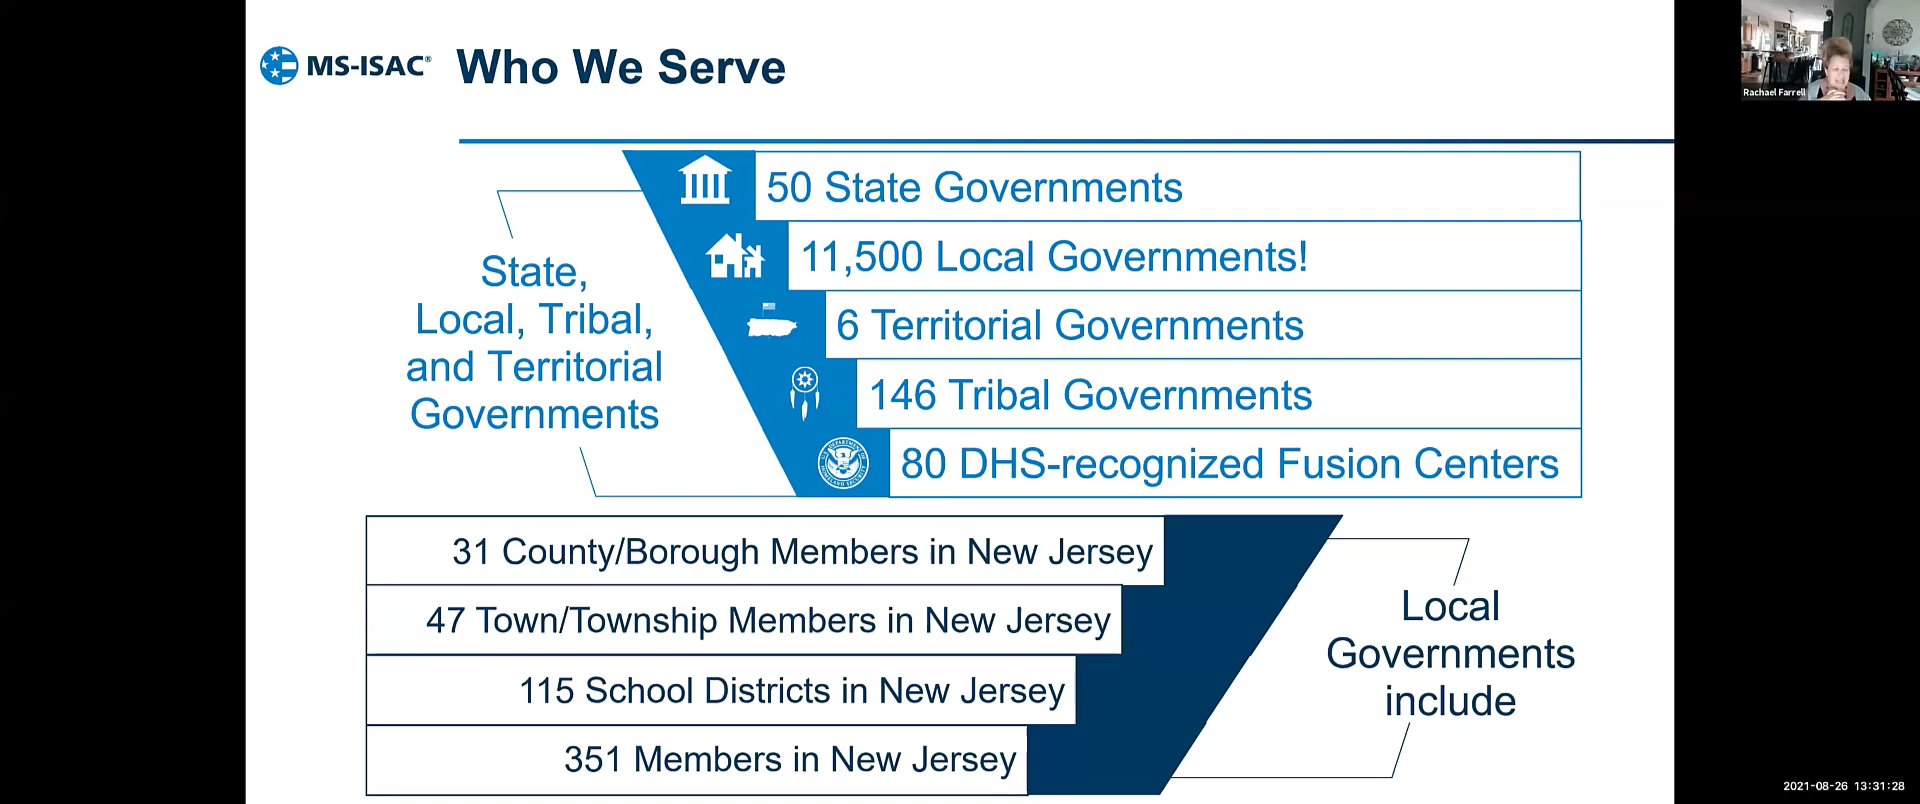 MS-ISAC®
Who We Serve
Rachael Farrell
50 State Governments
11,500 Local Governments!
6 Territorial Governments
146 Tribal Governments
80 DHS-recognized Fusion Centers
State,
Local, Tribal,
and Territorial
Governments
31 County/Borough Members in New Jersey
47 Town/Township Members in New Jersey
115 School Districts in New Jersey
351 Members in New Jersey
Local
Governments
include
2021-08-26 13:31:28